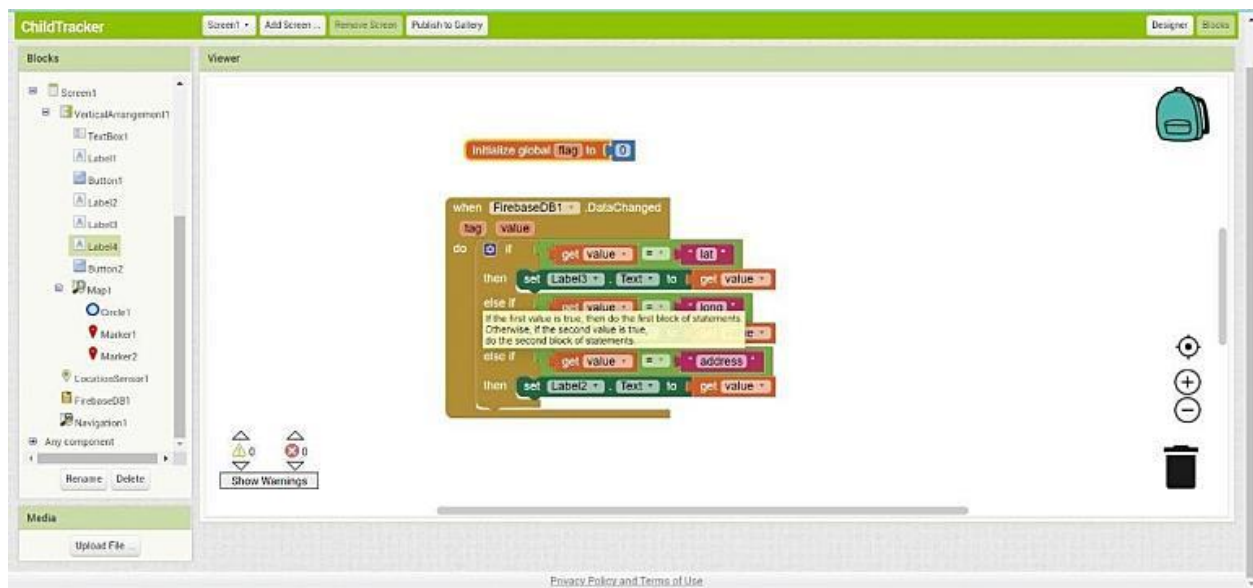 ChildTracker
Screen1
Add Screen ...
Remove Screen
Publish to Gallery
Designer
Blocks
Blocks
Viewer
Screen1
VerticalArrangement1
TextBox1
Label1
Button1
Label2
Label3
Label4
Button2
Map1
Circle1
Marker1
Marker2
LocationSensor1
FirebaseDB1
Navigation1
Any component
Rename
Delete
Media
Upload File ...
initialize global flag to 0
when FirebaseDB1 .DataChanged
tag value
do if get value = " lat "
then set Label3 . Text to get value
else if get value = " long "
If the first value is true, then do the first block of statements.
Otherwise, if the second value is true,
do the second block of statements.
else if get value = " address "
then set Label2 . Text to get value
0 0
Show Warnings
Privacy Policy and Terms of Use